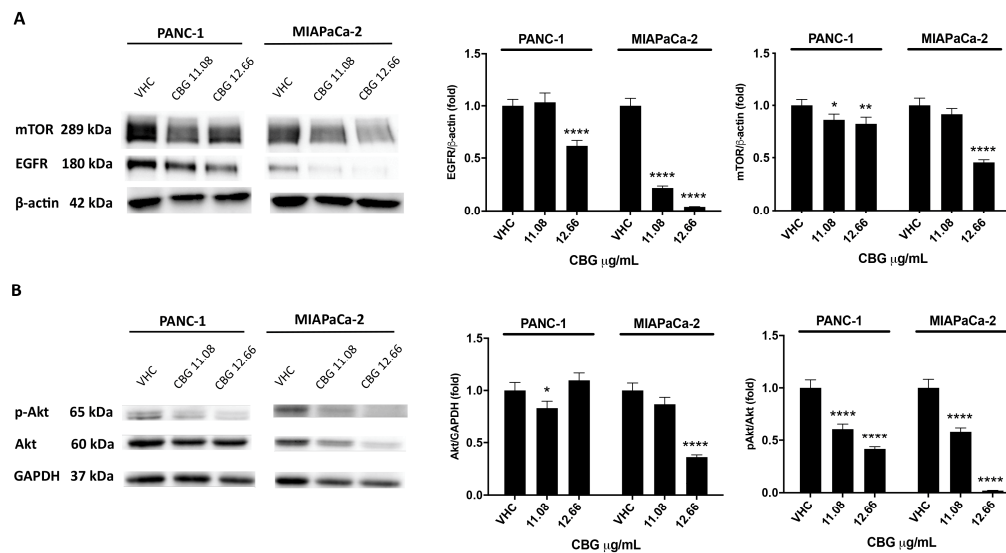 A
PANC-1 MIAPaCa-2
VHC CBG 11.08 CBG 12.66 VHC CBG 11.08 CBG 12.66
mTOR 289 kDa
EGFR 180 kDa
β-actin 42 kDa
PANC-1 MIAPaCa-2
EGFR/β-actin (fold)
1.5
1.0
0.5
0.0
**** **** ****
VHC 11.08 12.66 VHC 11.08 12.66
CBG μg/mL
PANC-1 MIAPaCa-2
mTOR/β-actin (fold)
1.5
1.0
0.5
0.0
* ** ****
VHC 11.08 12.66 VHC 11.08 12.66
CBG μg/mL
B
PANC-1 MIAPaCa-2
VHC CBG 11.08 CBG 12.66 VHC CBG 11.08 CBG 12.66
p-Akt 65 kDa
Akt 60 kDa
GAPDH 37 kDa
PANC-1 MIAPaCa-2
Akt/GAPDH (fold)
1.5
1.0
0.5
0.0
* ****
VHC 11.08 12.66 VHC 11.08 12.66
CBG μg/mL
PANC-1 MIAPaCa-2
pAkt/Akt (fold)
1.5
1.0
0.5
0.0
**** **** **** ****
VHC 11.08 12.66 VHC 11.08 12.66
CBG μg/mL